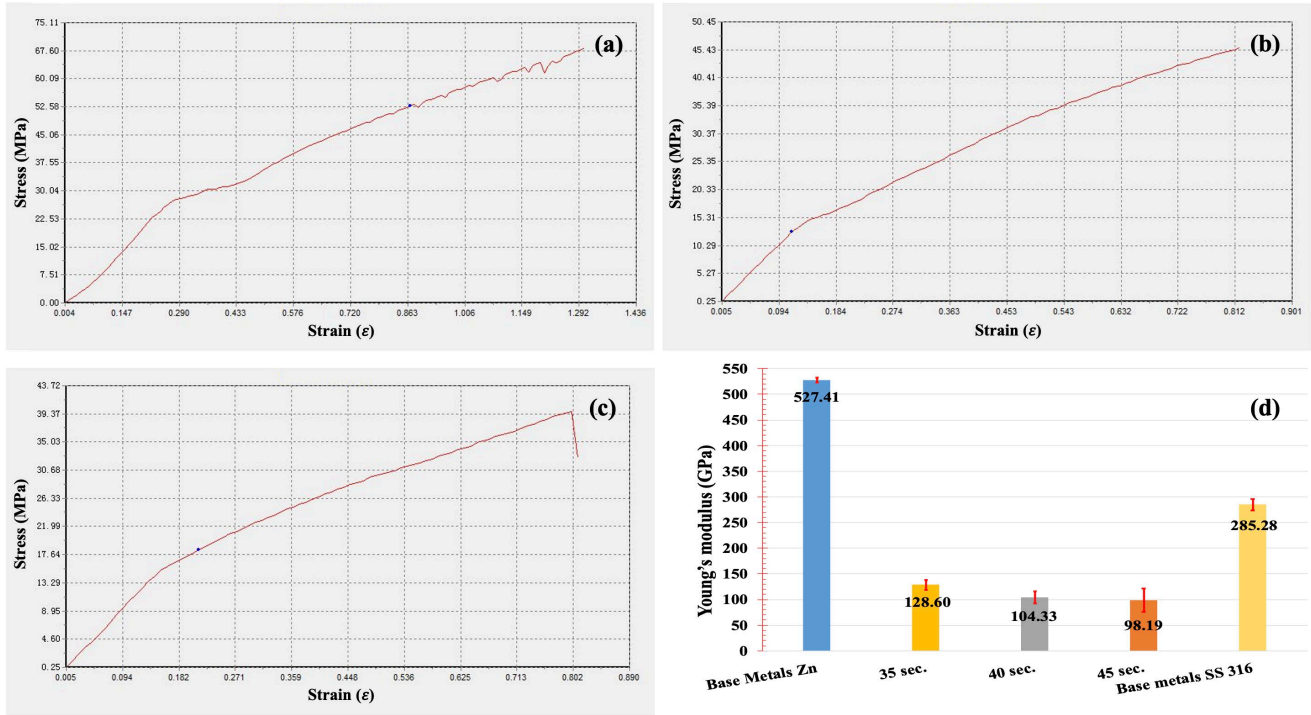 (a)
Stress (MPa)
75.11
67.60
60.09
52.58
45.06
37.55
30.04
22.53
15.02
7.51
0.00
0.004 0.147 0.290 0.433 0.576 0.720 0.863 1.006 1.149 1.292 1.436
Strain (ε)
(b)
Stress (MPa)
50.45
45.43
40.41
35.39
30.37
25.35
20.33
15.31
10.29
5.27
0.25
0.005 0.094 0.184 0.274 0.363 0.453 0.543 0.632 0.722 0.812 0.901
Strain (ε)
(c)
Stress (MPa)
43.72
39.37
35.03
30.68
26.33
21.99
17.64
13.29
8.95
4.60
0.25
0.005 0.094 0.182 0.271 0.359 0.448 0.536 0.625 0.713 0.802 0.890
Strain (ε)
(d)
Young's modulus (GPa)
550
500
450
400
350
300
250
200
150
100
50
0
527.41
128.60
104.33
98.19
285.28
Base Metals Zn
35 sec.
40 sec.
45 sec.
Base metals SS 316